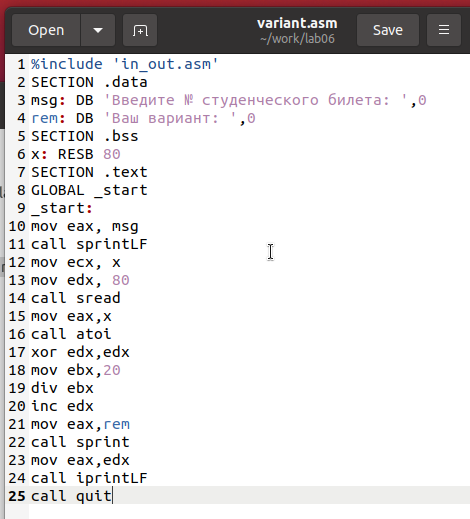 Open
variant.asm
~/work/lab06
Save
1 %include 'in_out.asm'
2 SECTION .data
3 msg: DB 'Введите № студенческого билета: ',0
4 rem: DB 'Ваш вариант: ',0
5 SECTION .bss
6 x: RESB 80
7 SECTION .text
8 GLOBAL _start
9 _start:
10 mov eax, msg
11 call sprintLF
12 mov ecx, x
13 mov edx, 80
14 call sread
15 mov eax,x
16 call atoi
17 xor edx,edx
18 mov ebx,20
19 div ebx
20 inc edx
21 mov eax,rem
22 call sprint
23 mov eax,edx
24 call iprintLF
25 call quit